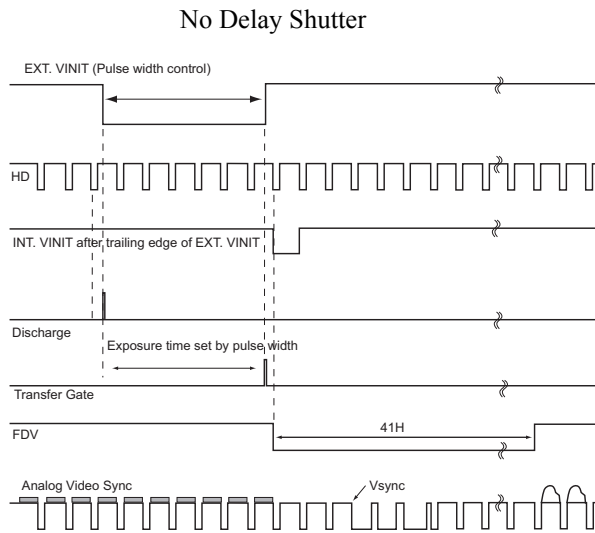 No Delay Shutter
EXT. VINIT (Pulse width control)
HD
INT. VINIT after trailing edge of EXT. VINIT
Discharge
Exposure time set by pulse width
Transfer Gate
FDV
41H
Analog Video Sync
Vsync